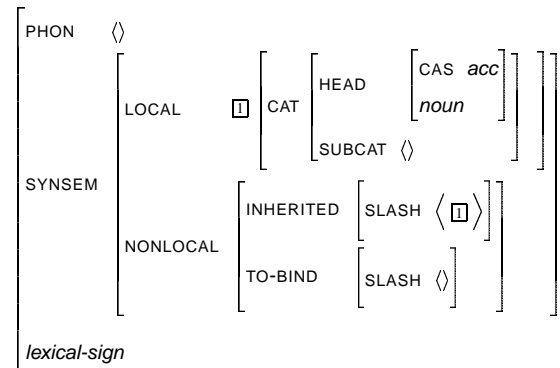 PHON ⟨⟩
CAS acc
HEAD
noun
LOCAL 1 CAT
SUBCAT ⟨⟩
SYNSEM
INHERITED SLASH ⟨ 1 ⟩
NONLOCAL
TO-BIND SLASH ⟨⟩
lexical-sign